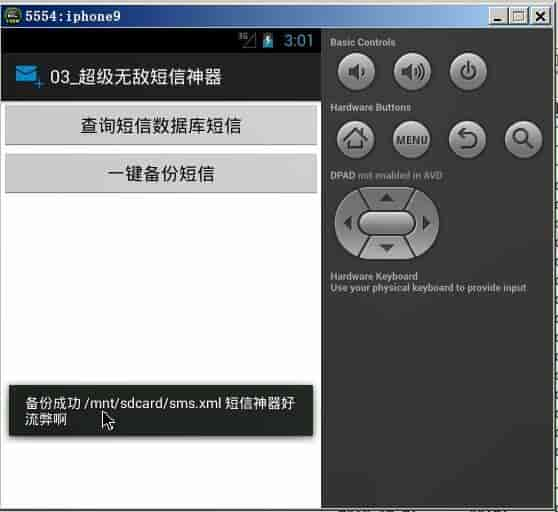 5554:iphone9
3G
3:01
03_超级无敌短信神器
查询短信数据库短信
一键备份短信
备份成功 /mnt/sdcard/sms.xml 短信神器好
流弊啊
Basic Controls
Hardware Buttons
MENU
DPAD not enabled in AVD
Hardware Keyboard
Use your physical keyboard to provide input